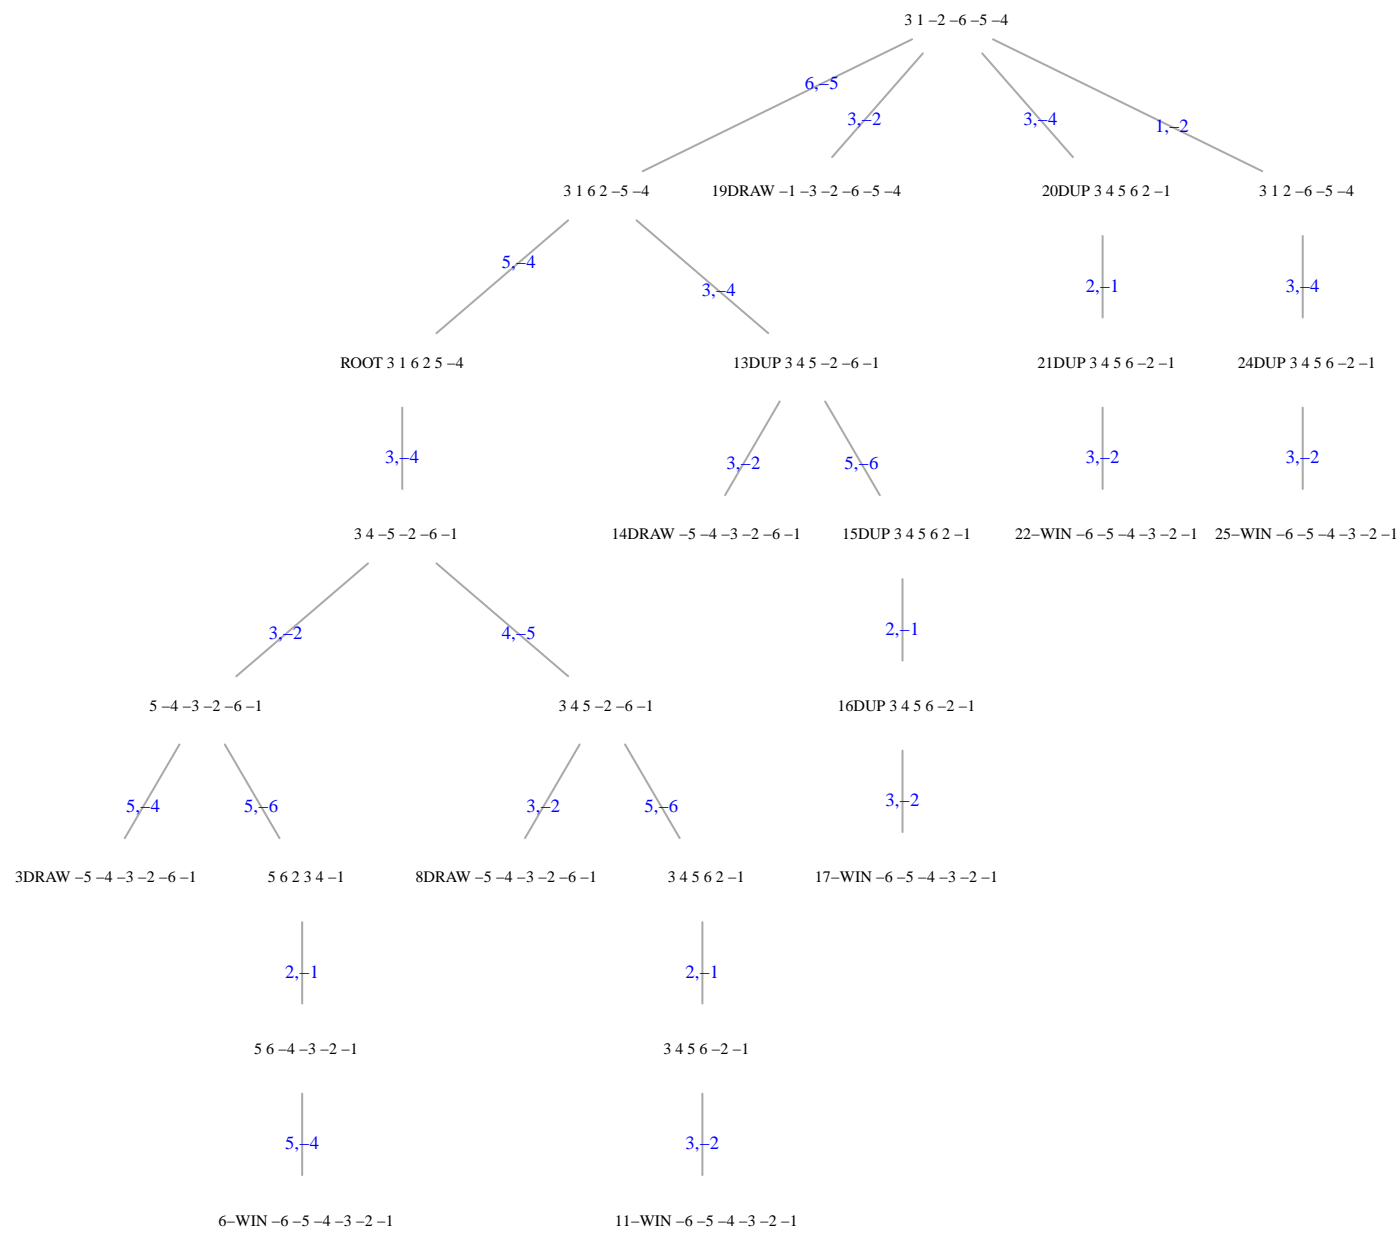 3 1 –2 –6 –5 –4
6,–5
3,–2
3,–4
1,–2
3 1 6 2 –5 –4
19DRAW –1 –3 –2 –6 –5 –4
20DUP 3 4 5 6 2 –1
3 1 2 –6 –5 –4
5,–4
3,–4
2,–1
3,–4
ROOT 3 1 6 2 5 –4
13DUP 3 4 5 –2 –6 –1
21DUP 3 4 5 6 –2 –1
24DUP 3 4 5 6 –2 –1
3,–4
3,–2
5,–6
3,–2
3,–2
3 4 –5 –2 –6 –1
14DRAW –5 –4 –3 –2 –6 –1
15DUP 3 4 5 6 2 –1
22–WIN –6 –5 –4 –3 –2 –1
25–WIN –6 –5 –4 –3 –2 –1
3,–2
4,–5
2,–1
5 –4 –3 –2 –6 –1
3 4 5 –2 –6 –1
16DUP 3 4 5 6 –2 –1
5,–4
5,–6
3,–2
5,–6
3,–2
3DRAW –5 –4 –3 –2 –6 –1
5 6 2 3 4 –1
8DRAW –5 –4 –3 –2 –6 –1
3 4 5 6 2 –1
17–WIN –6 –5 –4 –3 –2 –1
2,–1
2,–1
5 6 –4 –3 –2 –1
3 4 5 6 –2 –1
5,–4
3,–2
6–WIN –6 –5 –4 –3 –2 –1
11–WIN –6 –5 –4 –3 –2 –1